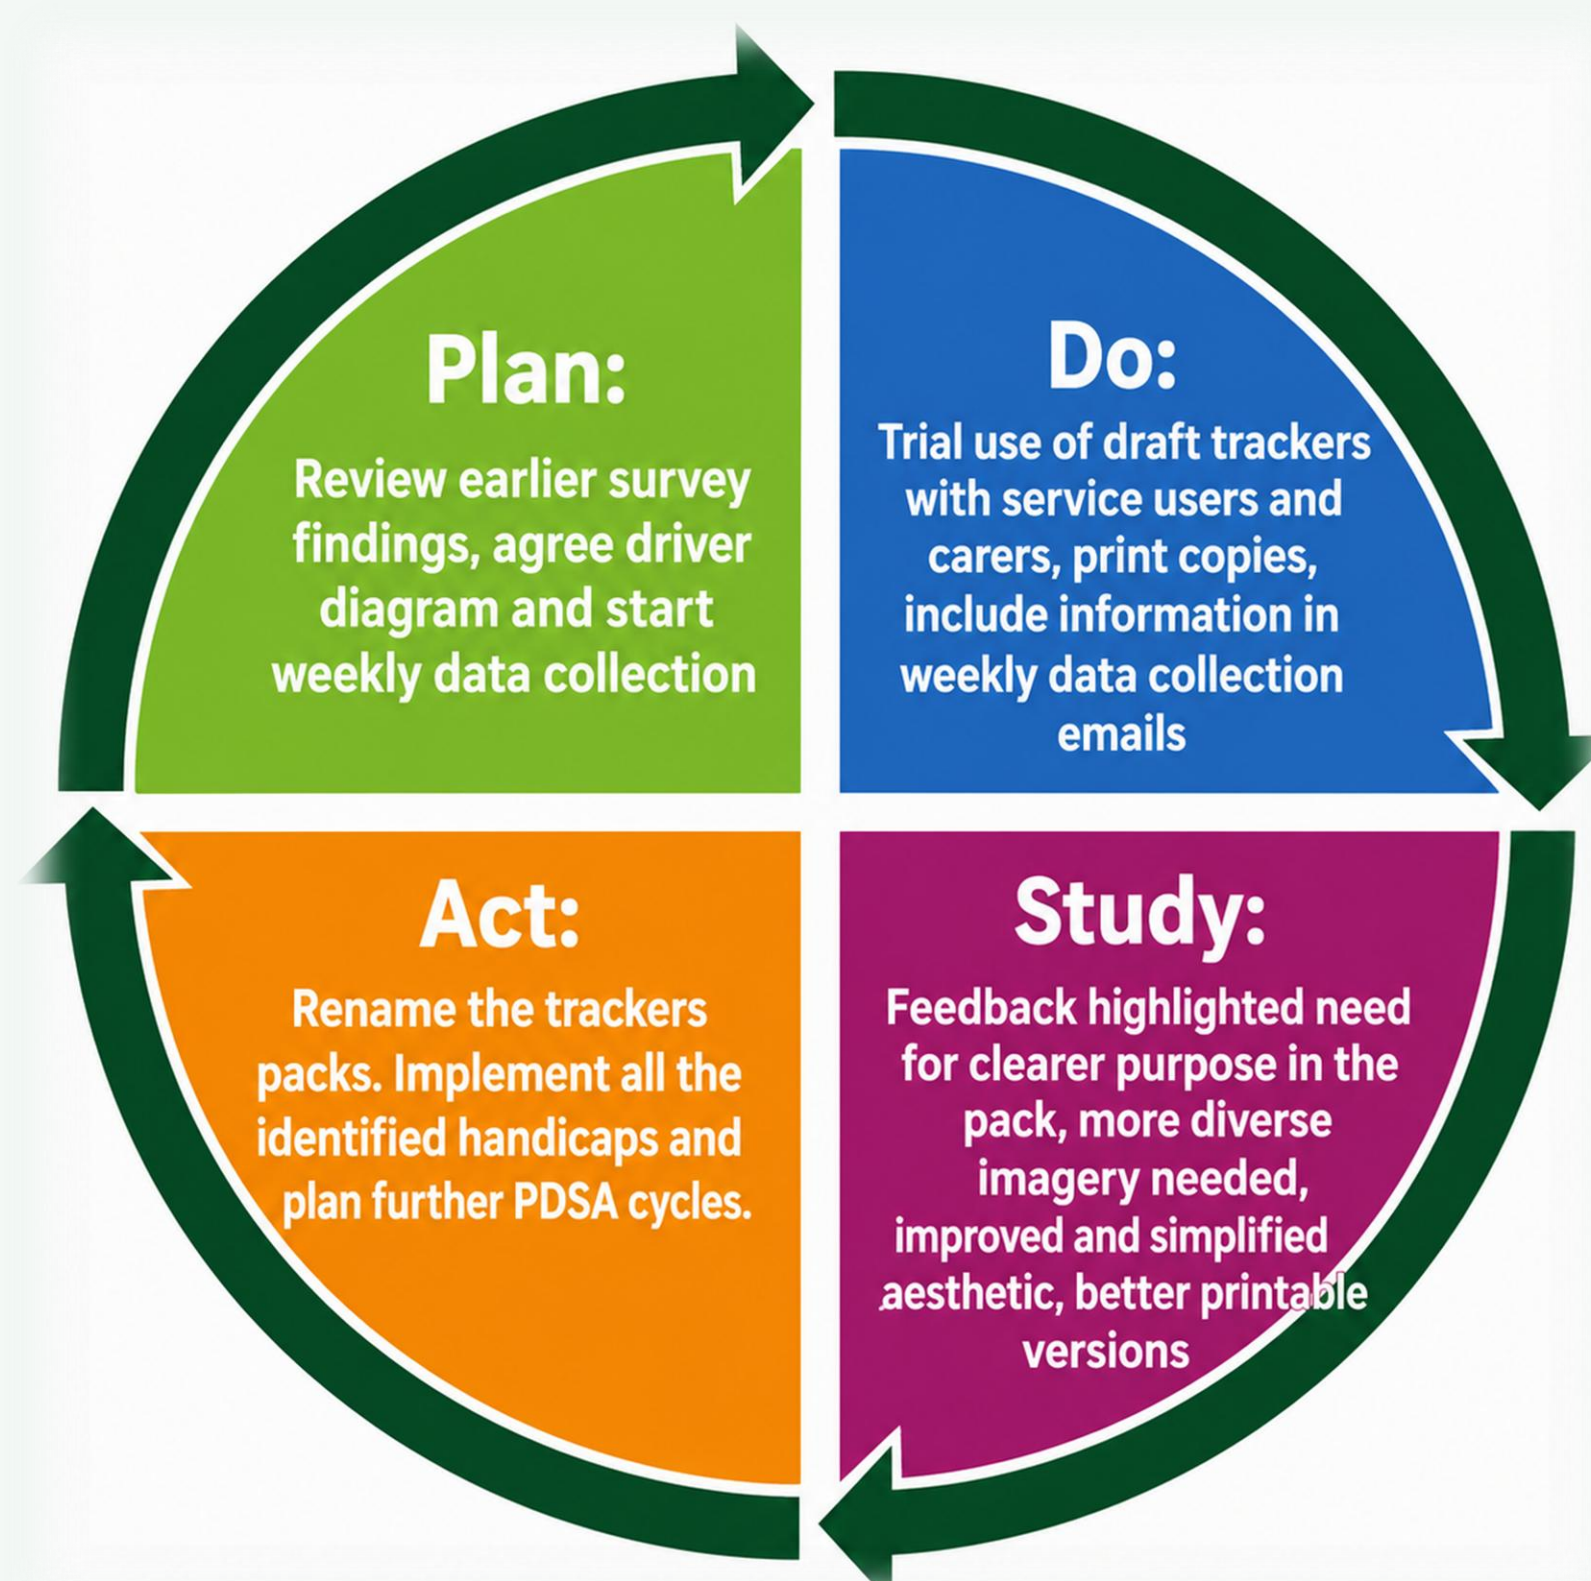 Plan:
Review earlier survey
findings, agree driver
diagram and start
weekly data collection
Do:
Trial use of draft trackers
with service users and
carers, print copies,
include information in
weekly data collection
emails
Study:
Feedback highlighted need
for clearer purpose in the
pack, more diverse
imagery needed,
improved and simplified
aesthetic, better printable
versions
Act:
Rename the trackers
packs. Implement all the
identified handicaps and
plan further PDSA cycles.